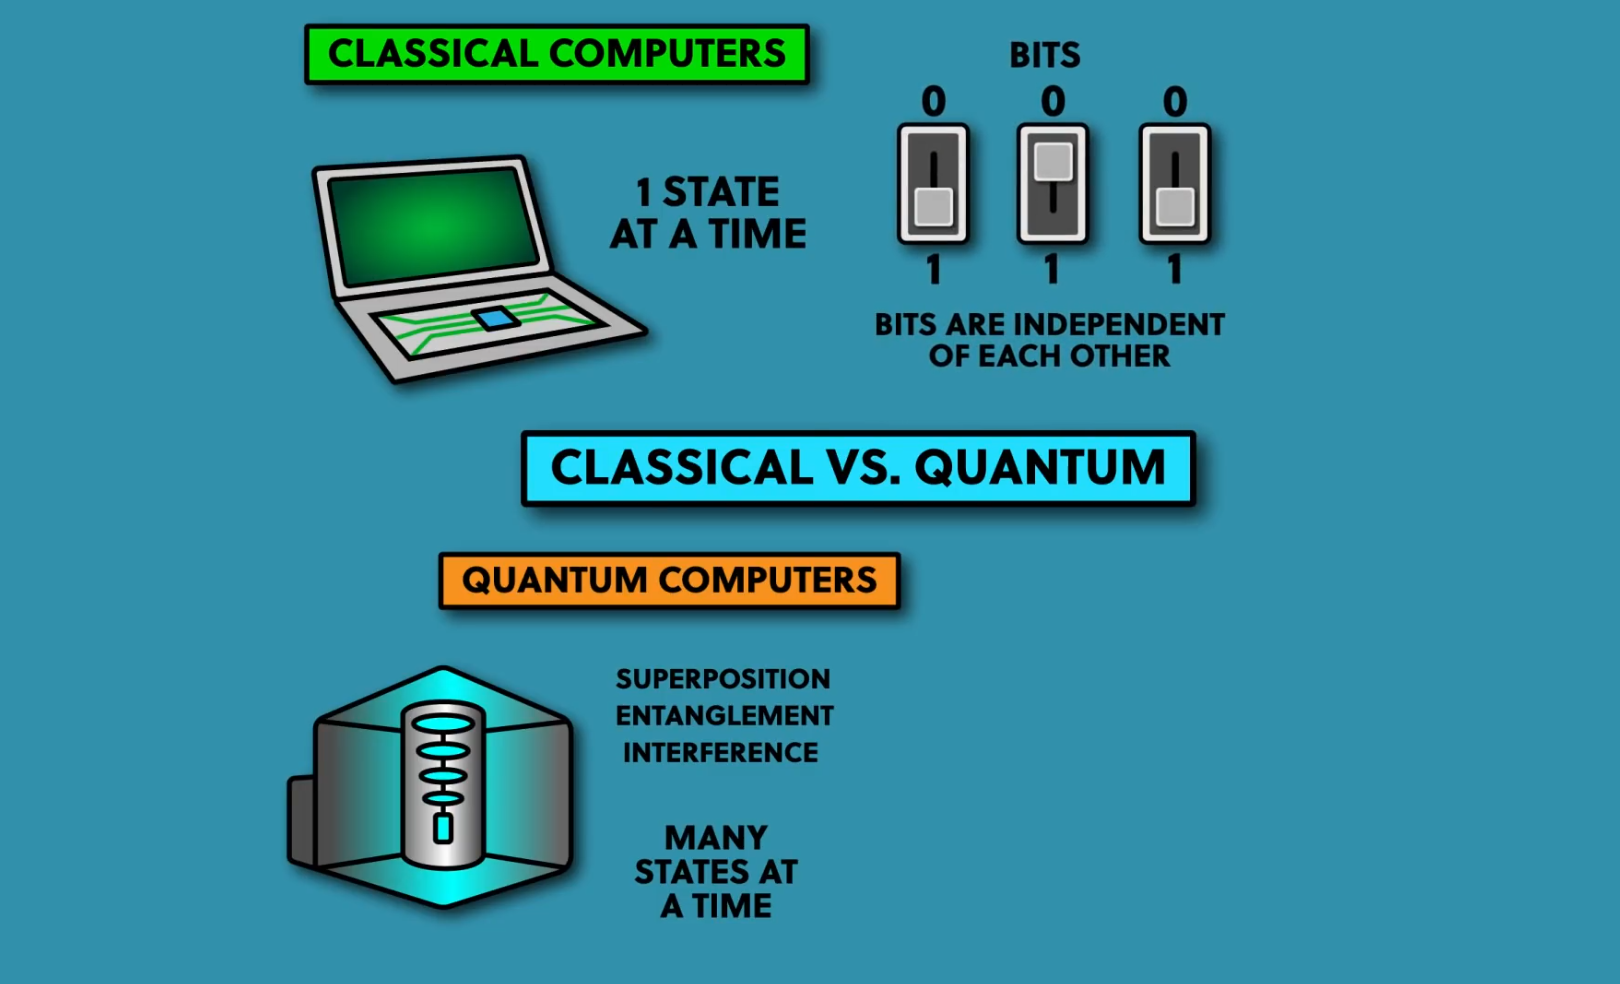 CLASSICAL COMPUTERS
1 STATE
AT A TIME
BITS
0 0 0
1 1 1
BITS ARE INDEPENDENT
OF EACH OTHER
CLASSICAL VS. QUANTUM
QUANTUM COMPUTERS
SUPERPOSITION
ENTANGLEMENT
INTERFERENCE
MANY
STATES AT
A TIME